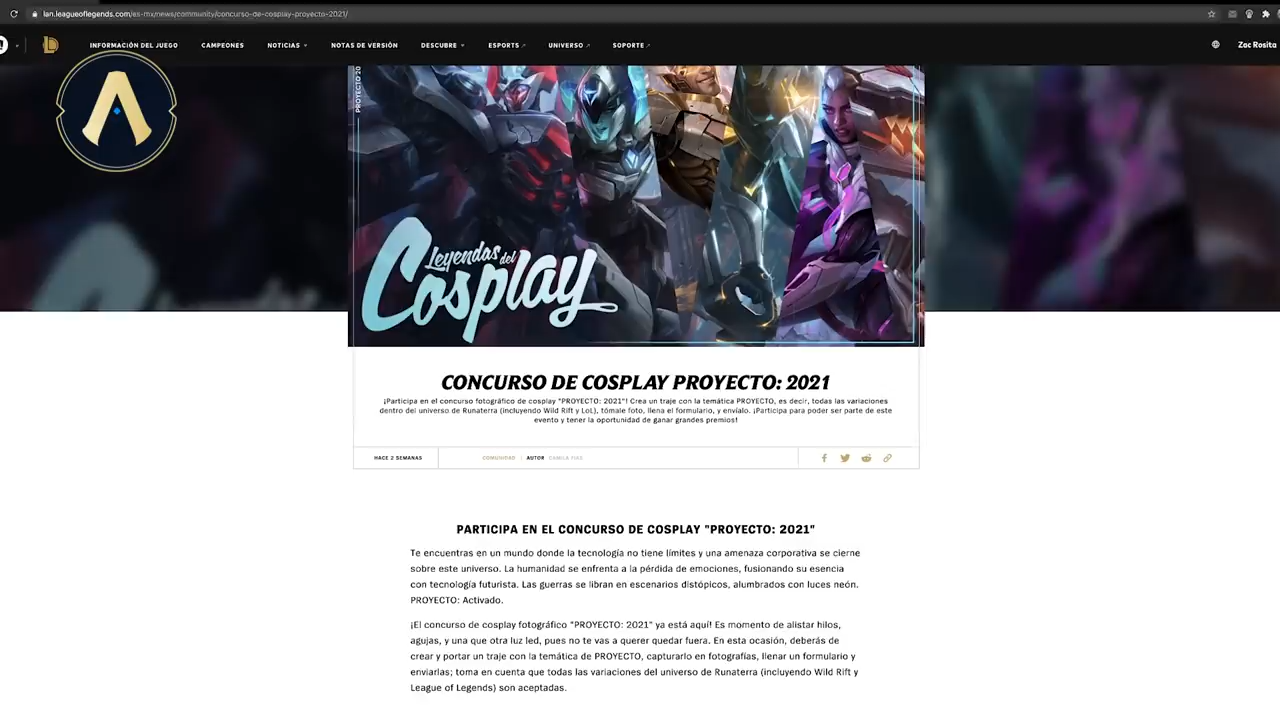 lan.leagueoflegends.com/es-mx/news/community/concurso-de-cosplay-proyecto-2021/
INFORMACIÓN DEL JUEGO CAMPEONES NOTICIAS NOTAS DE VERSIÓN DESCUBRE ESPORTS UNIVERSO SOPORTE Zac Rosita
PROYECTO 20
Leyendas del
Cosplay
CONCURSO DE COSPLAY PROYECTO: 2021
¡Participa en el concurso fotográfico de cosplay "PROYECTO: 2021"! Crea un traje con la temática PROYECTO, es decir, todas las variaciones
dentro del universo de Runaterra (incluyendo Wild Rift y LoL), tómale foto, llena el formulario, y envíalo. ¡Participa para poder ser parte de este
evento y tener la oportunidad de ganar grandes premios!
HACE 2 SEMANAS COMUNIDAD | AUTOR CAMILA
PARTICIPA EN EL CONCURSO DE COSPLAY "PROYECTO: 2021"
Te encuentras en un mundo donde la tecnología no tiene límites y una amenaza corporativa se cierne
sobre este universo. La humanidad se enfrenta a la pérdida de emociones, fusionando su esencia
con tecnología futurista. Las guerras se libran en escenarios distópicos, alumbrados con luces neón.
PROYECTO: Activado.
¡El concurso de cosplay fotográfico "PROYECTO: 2021" ya está aquí! Es momento de alistar hilos,
agujas, y una que otra luz led, pues no te vas a querer quedar fuera. En esta ocasión, deberás de
crear y portar un traje con la temática de PROYECTO, capturarlo en fotografías, llenar un formulario y
enviarlas; toma en cuenta que todas las variaciones del universo de Runaterra (incluyendo Wild Rift y
League of Legends) son aceptadas.